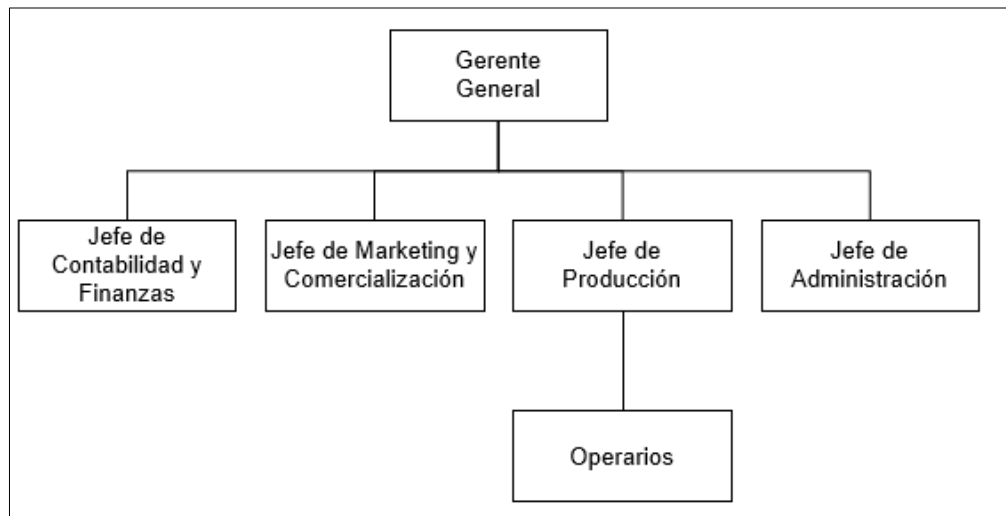 Gerente
General
Jefe de
Contabilidad y
Finanzas
Jefe de Marketing y
Comercialización
Jefe de
Producción
Jefe de
Administración
Operarios